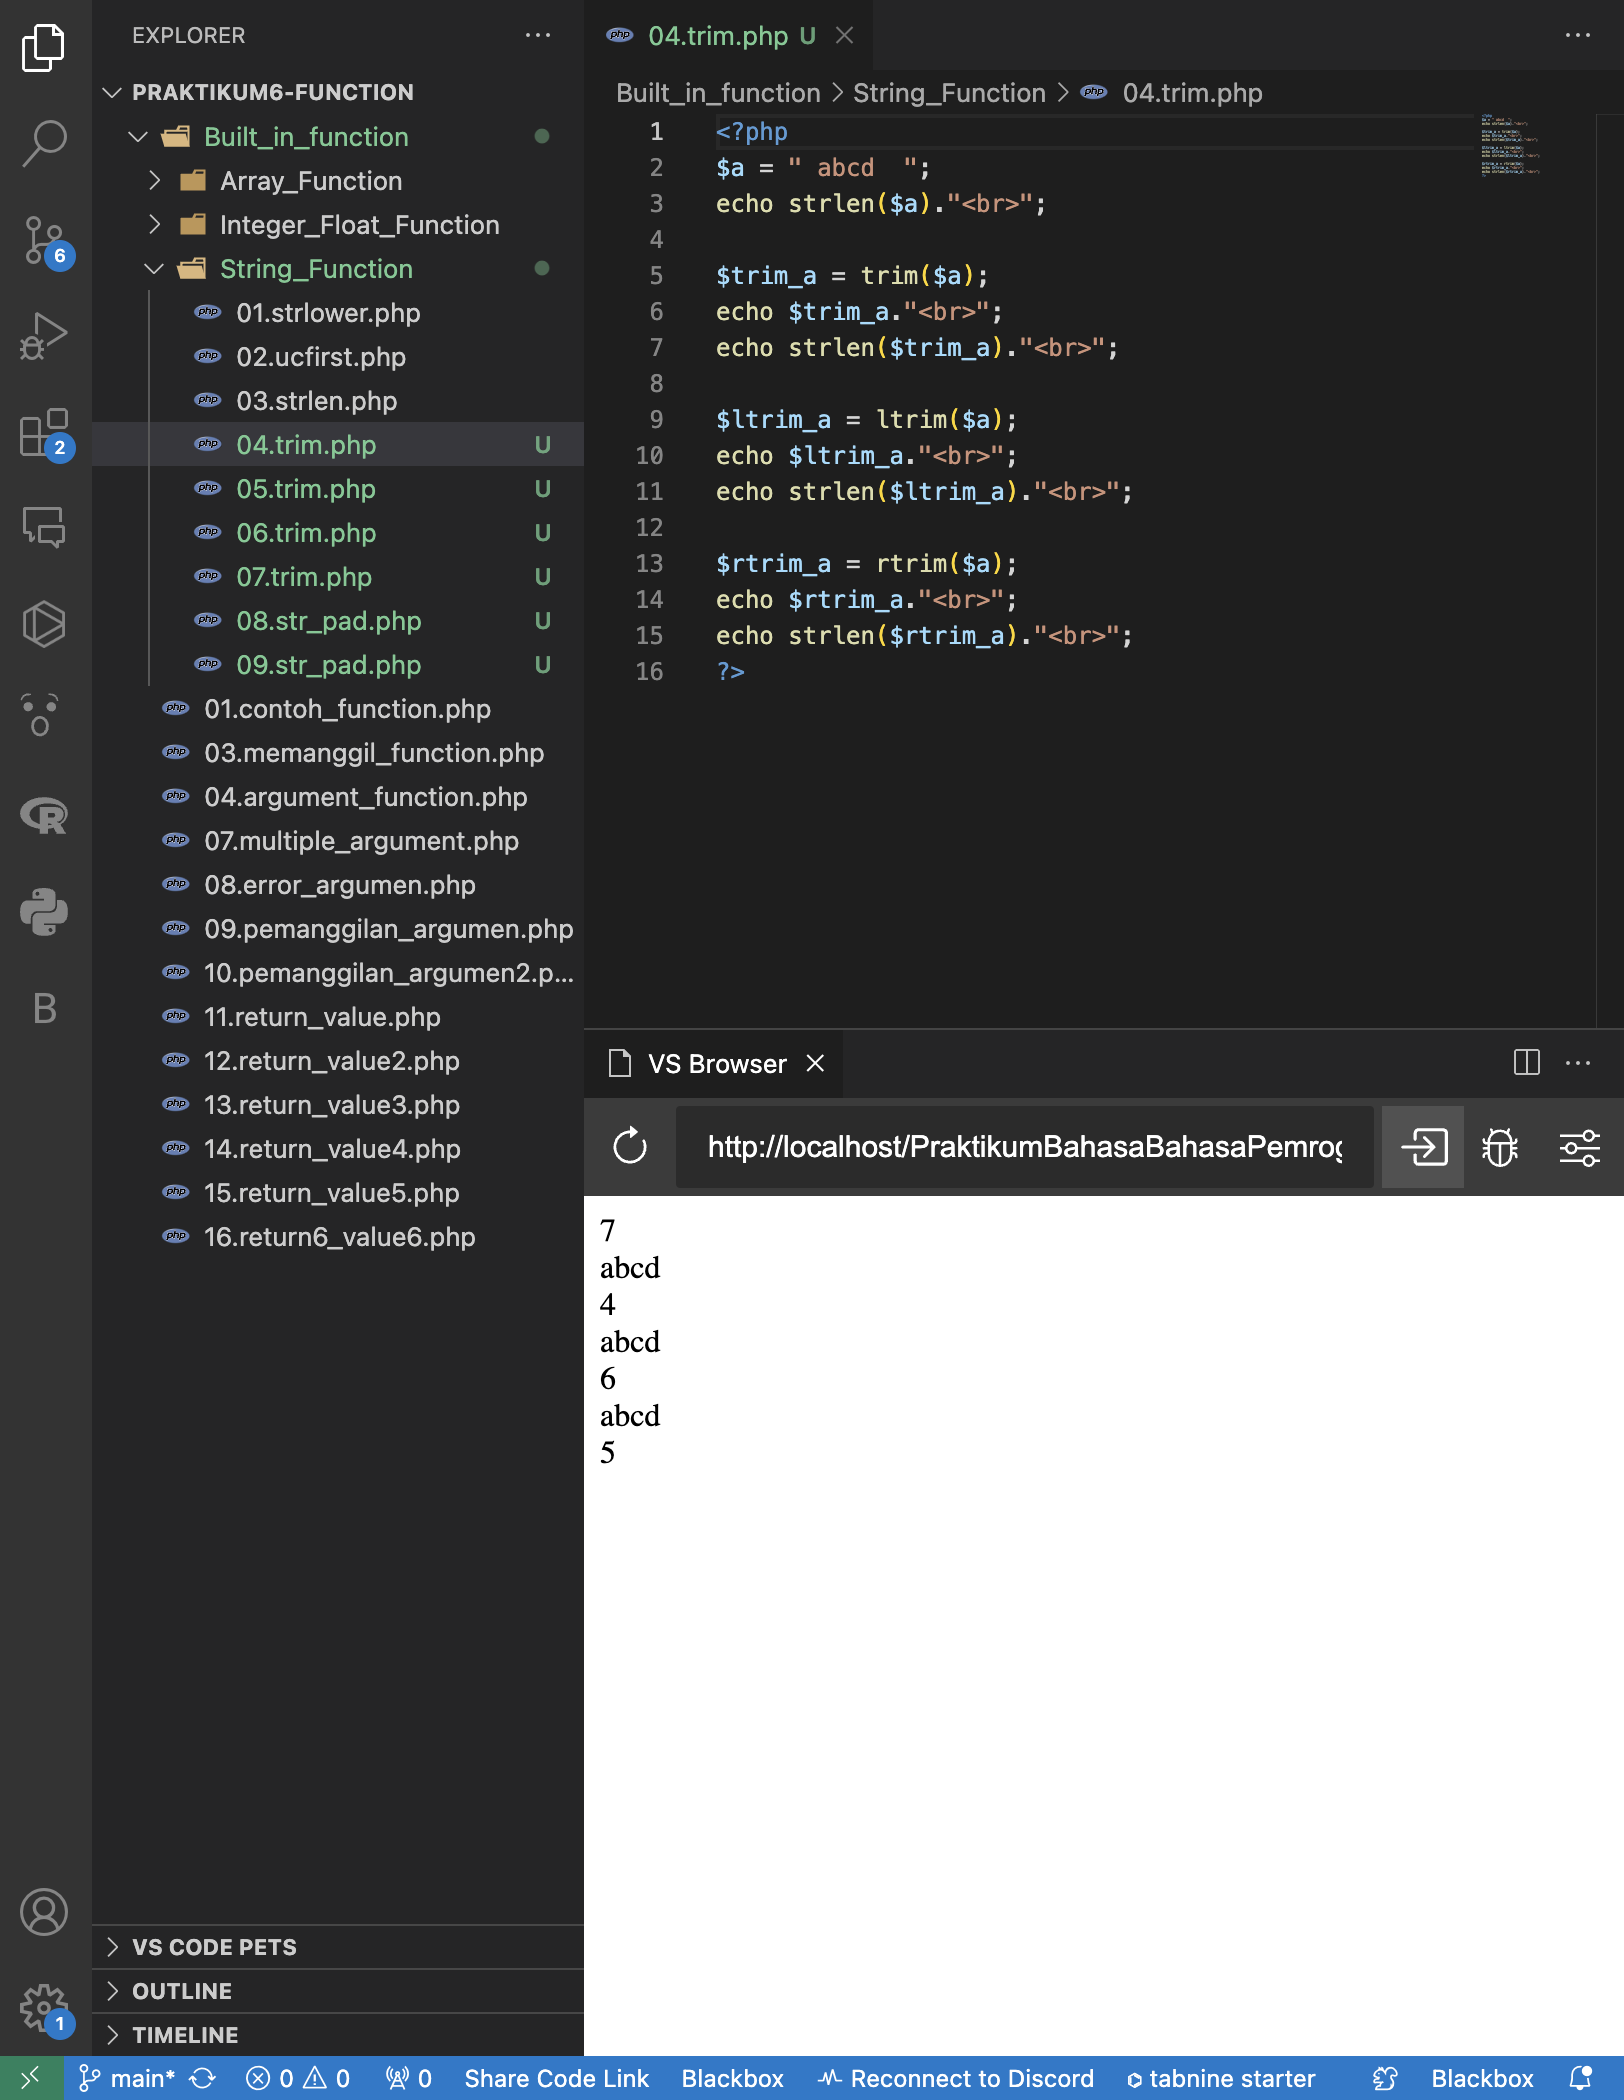 EXPLORER
PRAKTIKUM6-FUNCTION
Built_in_function
Array_Function
Integer_Float_Function
String_Function
01.strlower.php
02.ucfirst.php
03.strlen.php
04.trim.php U
05.trim.php U
06.trim.php U
07.trim.php U
08.str_pad.php U
09.str_pad.php U
01.contoh_function.php
03.memanggil_function.php
04.argument_function.php
07.multiple_argument.php
08.error_argumen.php
09.pemanggilan_argumen.php
10.pemanggilan_argumen2.p...
11.return_value.php
12.return_value2.php
13.return_value3.php
14.return_value4.php
15.return_value5.php
16.return6_value6.php
VS CODE PETS
OUTLINE
TIMELINE
6
2
R
B
1
php 04.trim.php U
Built_in_function > String_Function > php 04.trim.php
1 <?php
2 $a = " abcd  ";
3 echo strlen($a)."<br>";
4
5 $trim_a = trim($a);
6 echo $trim_a."<br>";
7 echo strlen($trim_a)."<br>";
8
9 $ltrim_a = ltrim($a);
10 echo $ltrim_a."<br>";
11 echo strlen($ltrim_a)."<br>";
12
13 $rtrim_a = rtrim($a);
14 echo $rtrim_a."<br>";
15 echo strlen($rtrim_a)."<br>";
16 ?>
VS Browser
http://localhost/PraktikumBahasaBahasaPemrog
7
abcd
4
abcd
6
abcd
5
main* 0 0 0 Share Code Link Blackbox Reconnect to Discord tabnine starter Blackbox